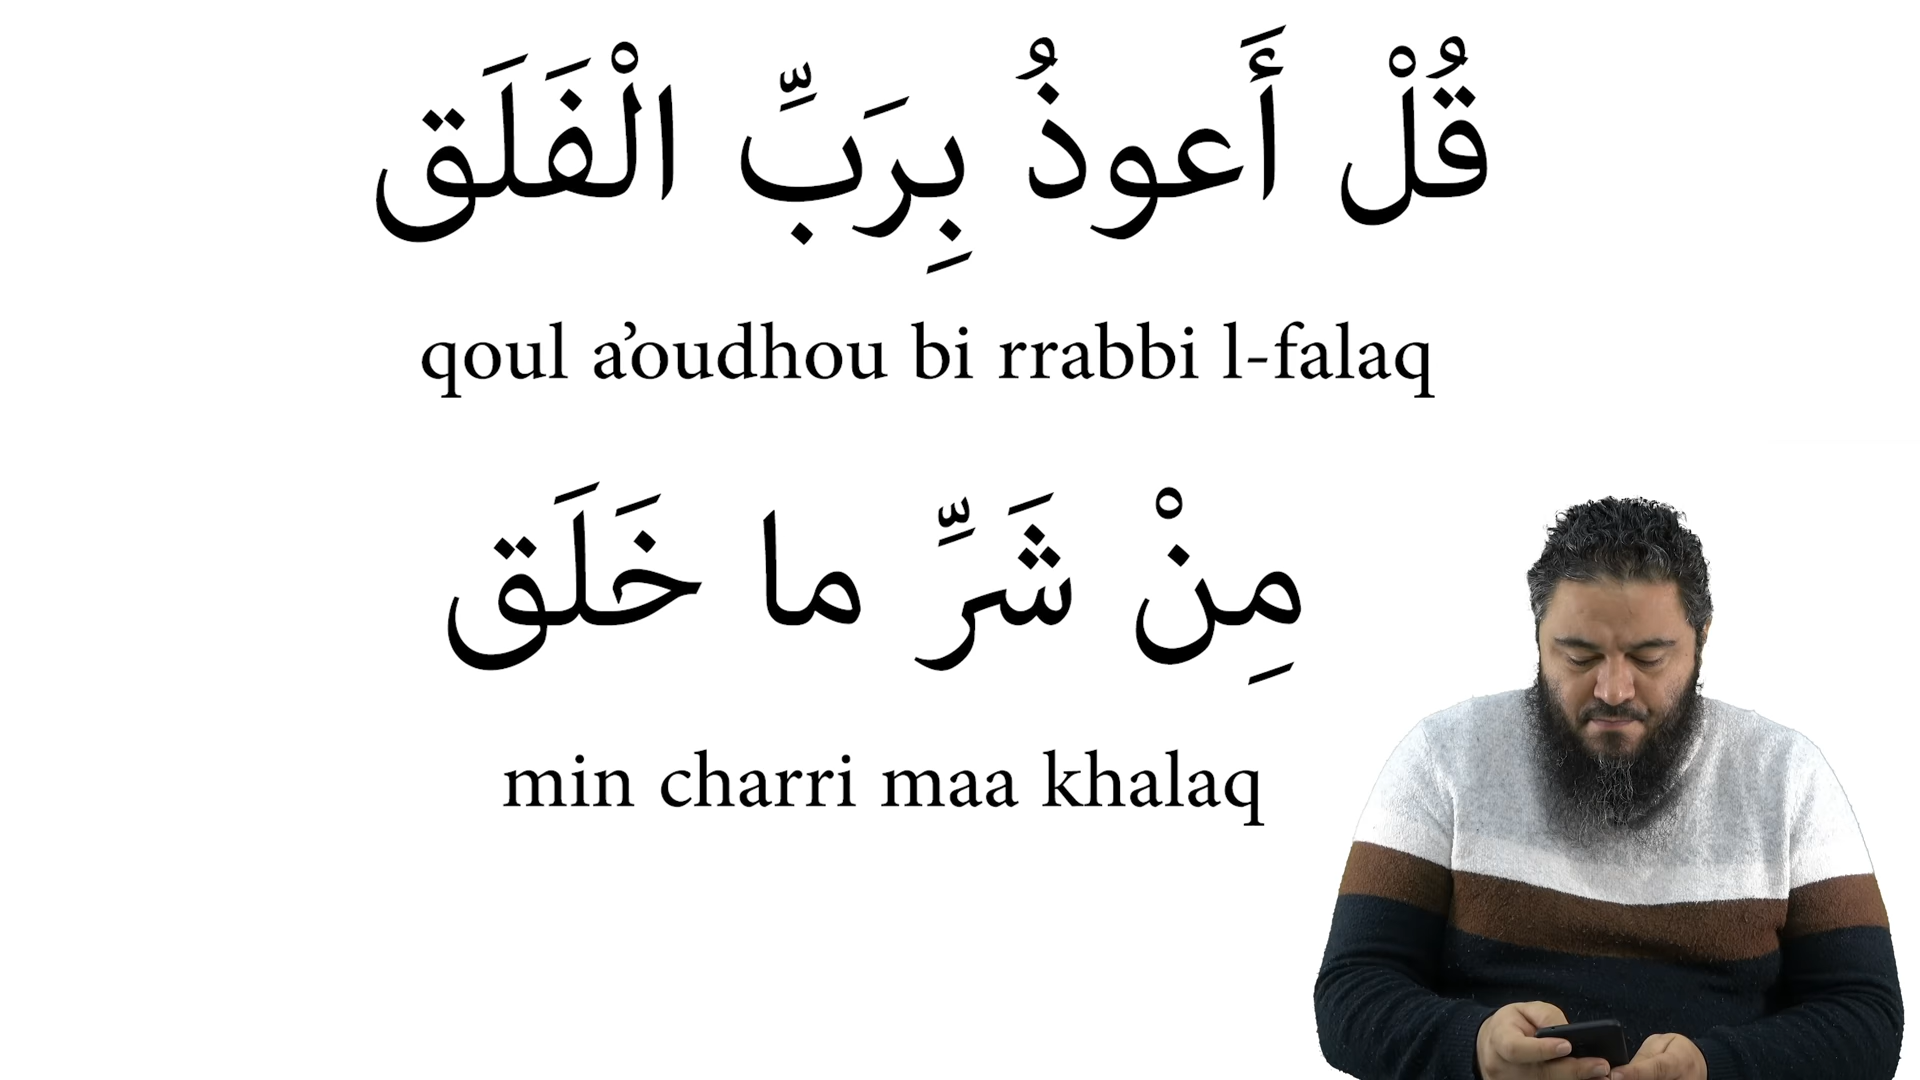 قُلْ أَعوذُ بِرَبِّ الْفَلَق
qoul a’oudhou bi rrabbi l-falaq
مِنْ شَرِّ ما خَلَق
min charri maa khalaq